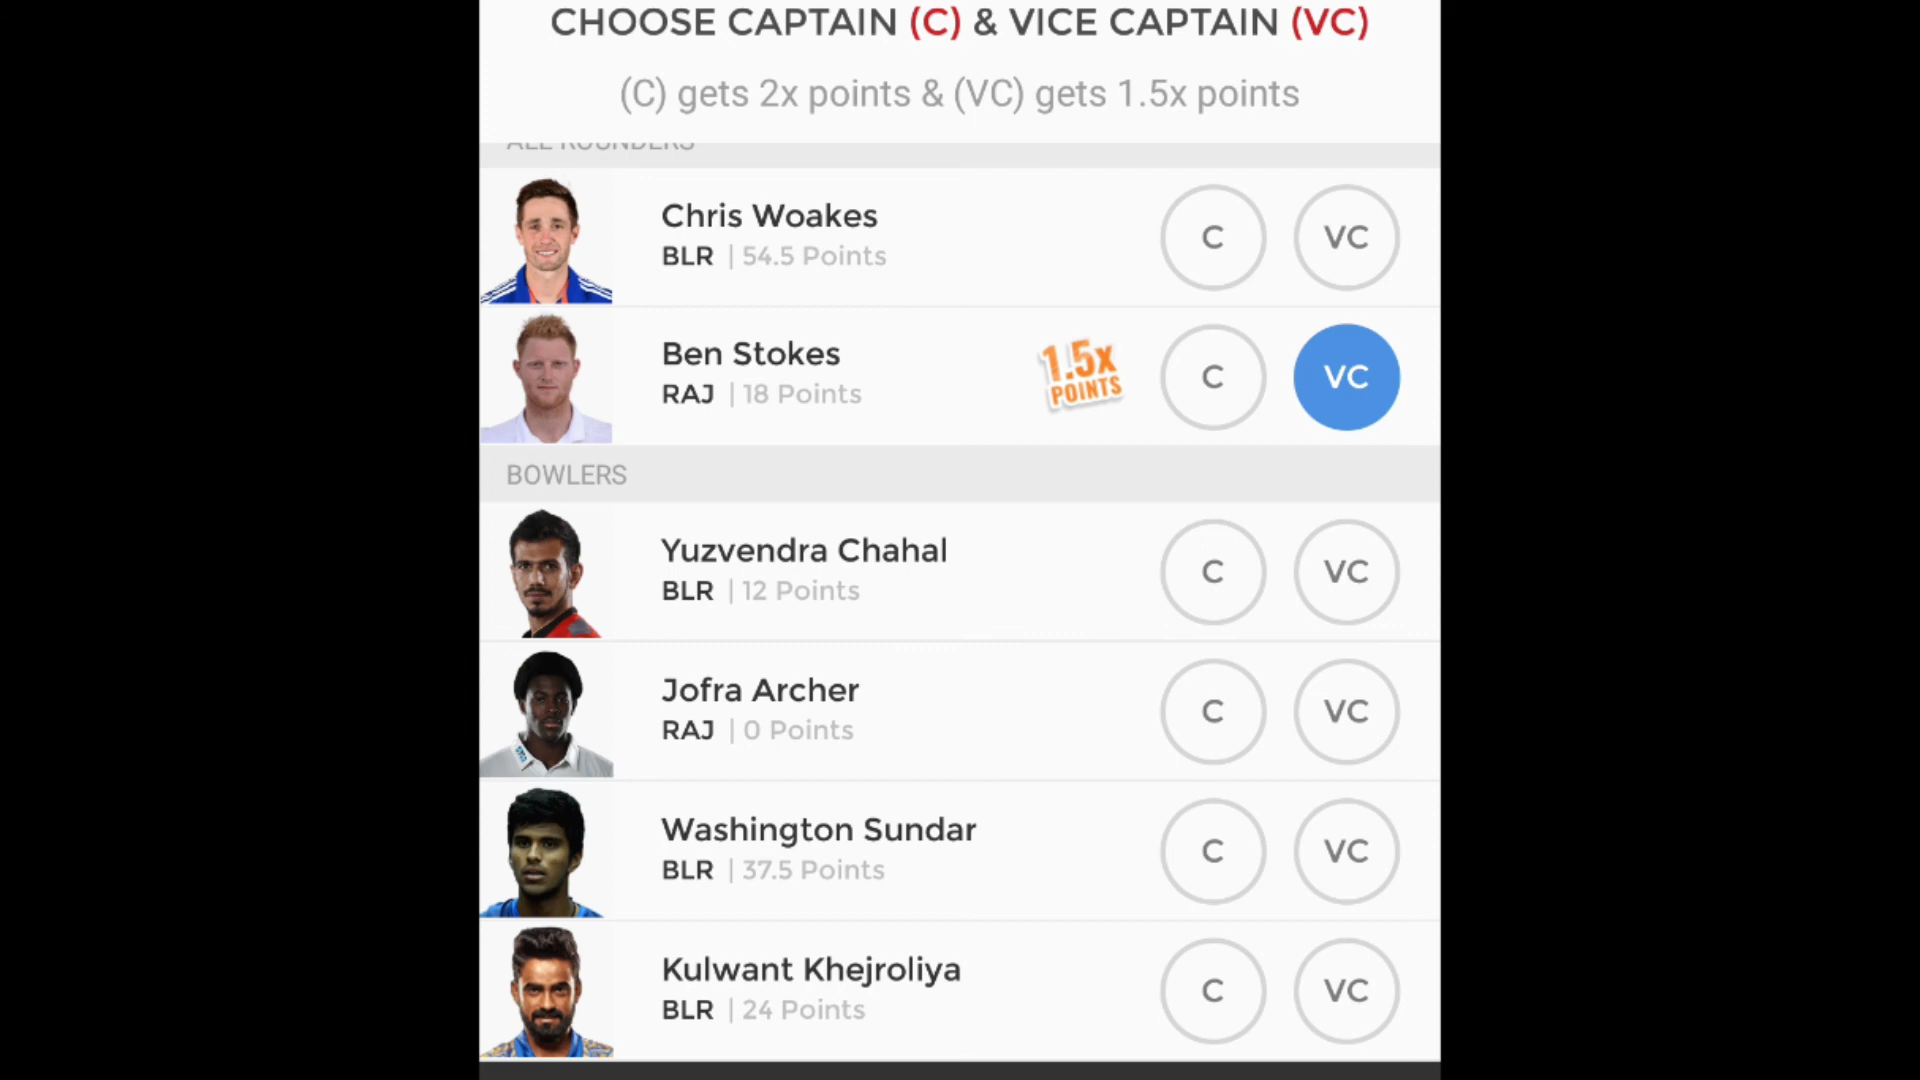 CHOOSE CAPTAIN (C) & VICE CAPTAIN (VC)
(C) gets 2x points & (VC) gets 1.5x points
ALL ROUNDERS
Chris Woakes
BLR | 54.5 Points
C VC
Ben Stokes
RAJ | 18 Points
1.5x
POINTS
C VC
BOWLERS
Yuzvendra Chahal
BLR | 12 Points
C VC
Jofra Archer
RAJ | 0 Points
C VC
Washington Sundar
BLR | 37.5 Points
C VC
Kulwant Khejroliya
BLR | 24 Points
C VC